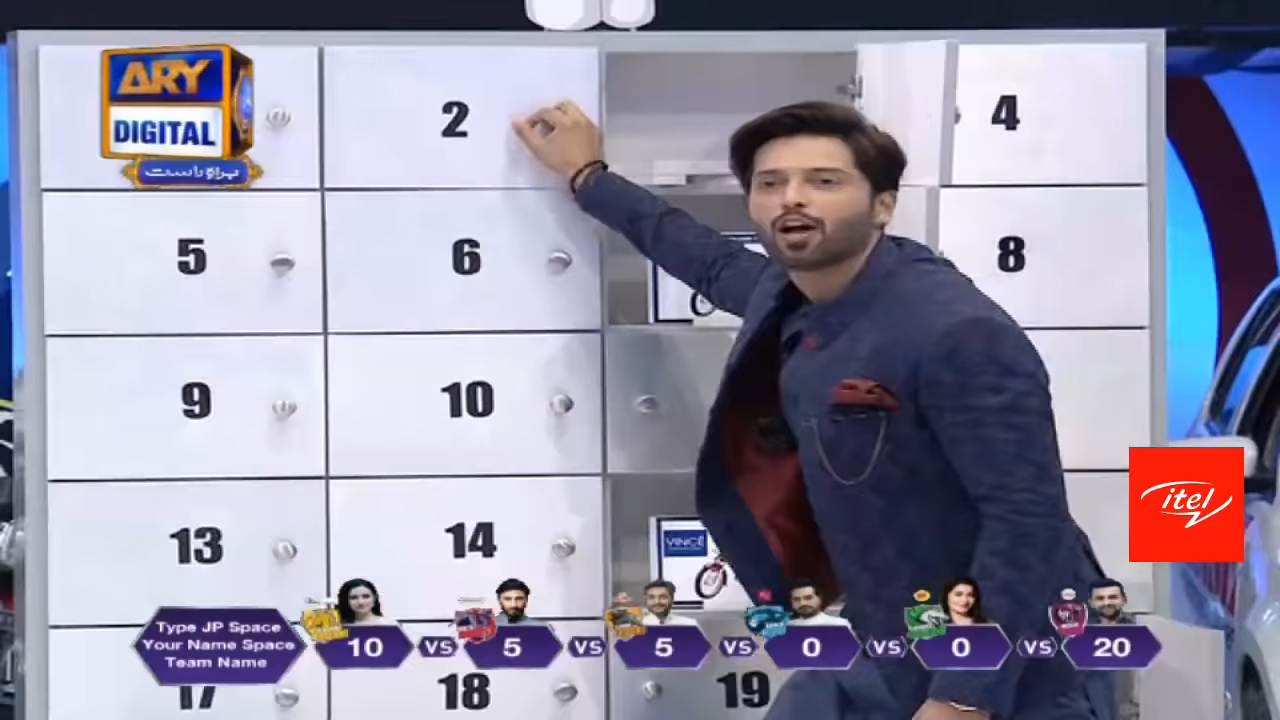 ARY
DIGITAL
براہ راست
2
4
5
6
8
9
10
13
14
VINCE
itel
Type JP Space
Your Name Space
Team Name
10 VS 5 VS 5 VS 0 VS 0 VS 20
17
18
19